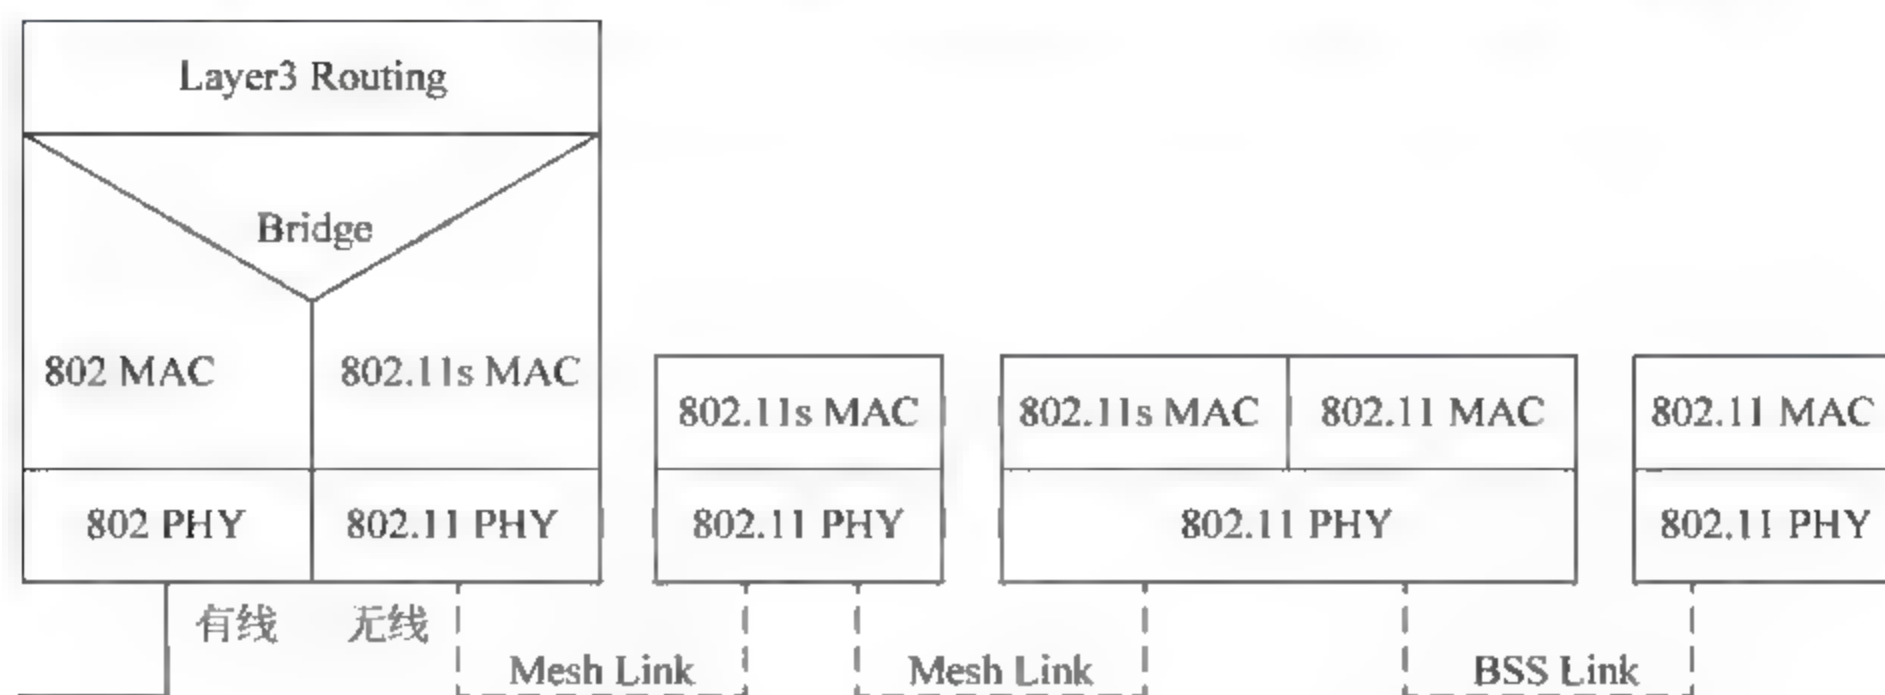 Layer3 Routing
Bridge
802 MAC
802.11s MAC
802.11s MAC
802.11s MAC
802.11 MAC
802.11 MAC
802 PHY
802.11 PHY
802.11 PHY
802.11 PHY
802.11 PHY
有线
无线
Mesh Link
Mesh Link
BSS Link